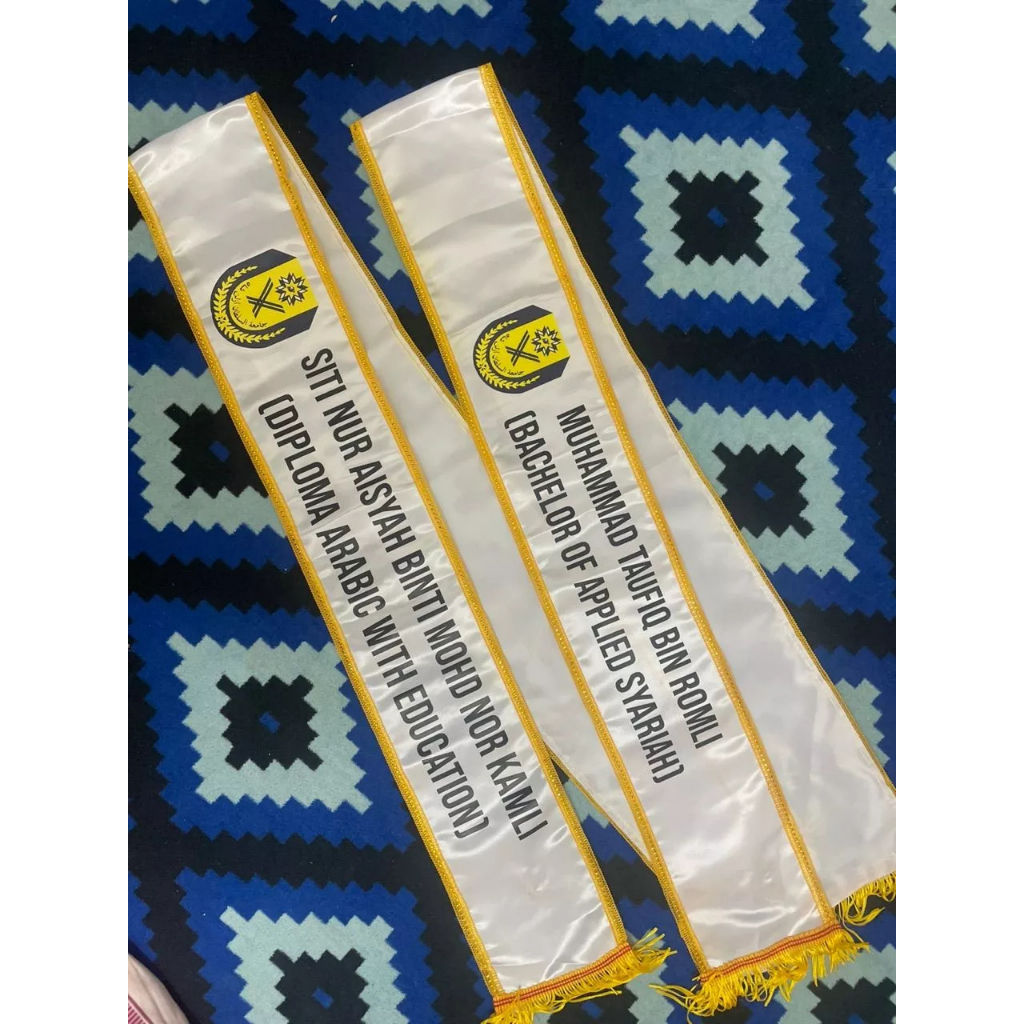 SITI NUR AISYAH BINTI MOHD NOR KAMLI
(DIPLOMA ARABIC WITH EDUCATION)
MUHAMMAD TAUFIQ BIN ROMLI
(BACHELOR OF APPLIED SYARIAH)